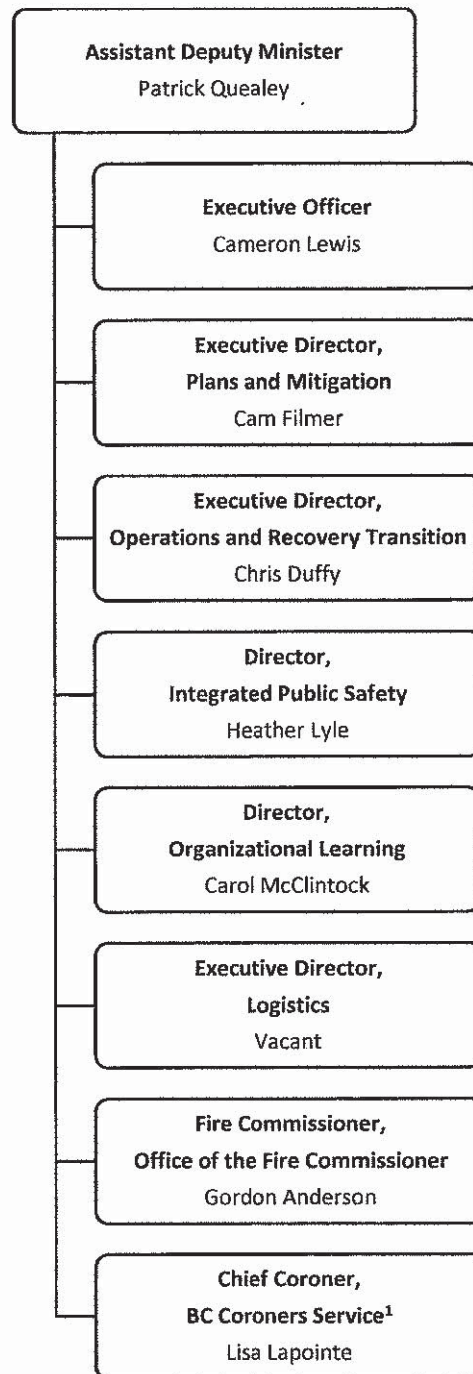 Assistant Deputy Minister
Patrick Quealey
Executive Officer
Cameron Lewis
Executive Director,
Plans and Mitigation
Cam Filmer
Executive Director,
Operations and Recovery Transition
Chris Duffy
Director,
Integrated Public Safety
Heather Lyle
Director,
Organizational Learning
Carol McClintock
Executive Director,
Logistics
Vacant
Fire Commissioner,
Office of the Fire Commissioner
Gordon Anderson
Chief Coroner,
BC Coroners Service¹
Lisa Lapointe